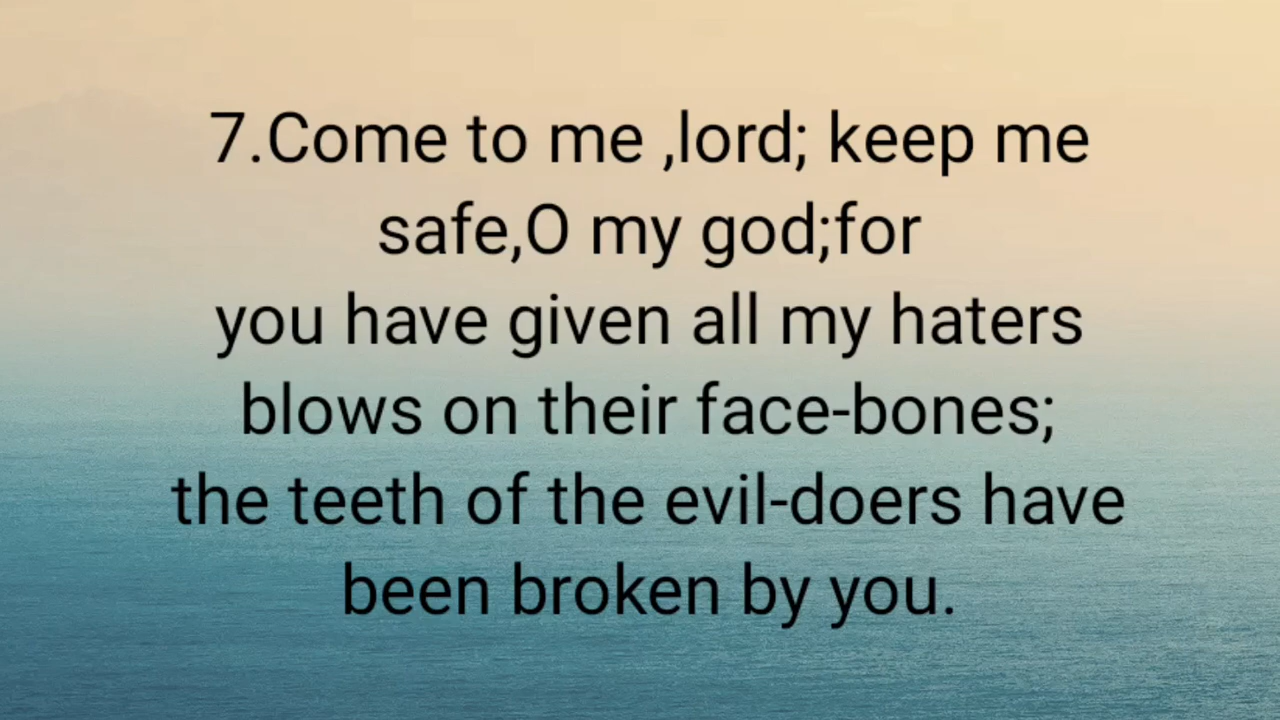 7.Come to me ,lord; keep me
safe,O my god;for
you have given all my haters
blows on their face-bones;
the teeth of the evil-doers have
been broken by you.